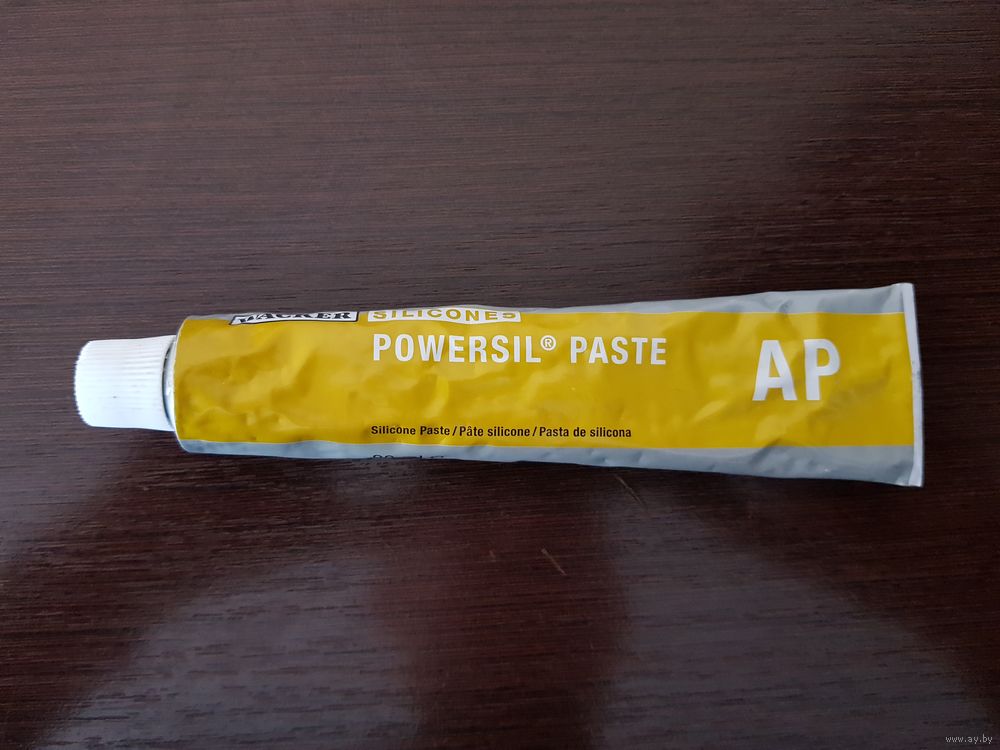 WACKER SILICONES
POWERSIL® PASTE
AP
Silicone Paste / Pâte silicone / Pasta de silicona
www.ay.by